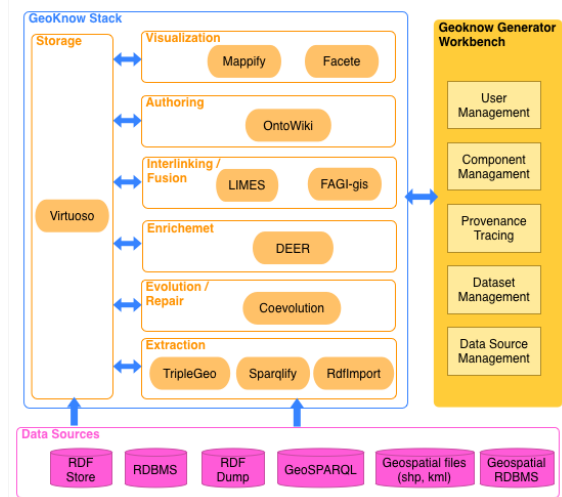 GeoKnow Stack
Storage
Virtuoso
Visualization
Mappify
Facete
Authoring
OntoWiki
Interlinking /
Fusion
LIMES
FAGI-gis
Enrichemet
DEER
Evolution /
Repair
Coevolution
Extraction
TripleGeo
Sparqlify
RdfImport
Geoknow Generator
Workbench
User
Management
Component
Managament
Provenance
Tracing
Dataset
Management
Data Source
Management
Data Sources
RDF
Store
RDBMS
RDF
Dump
GeoSPARQL
Geospatial files
(shp, kml)
Geospatial
RDBMS